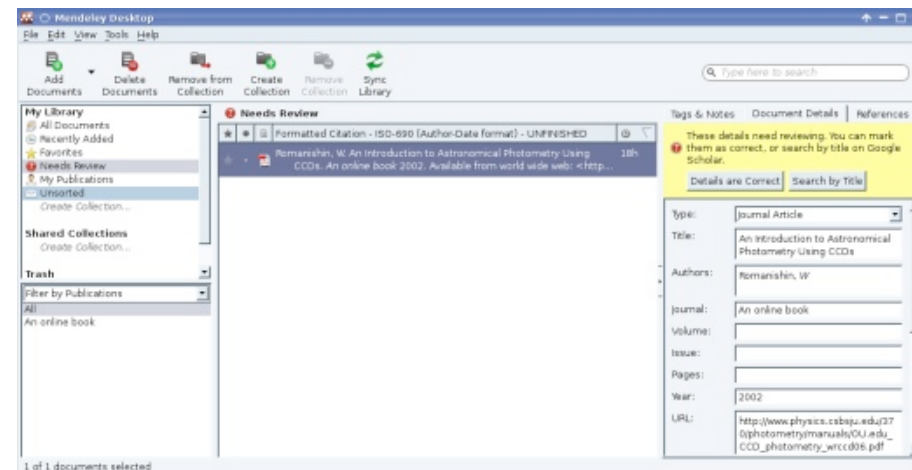 Mendeley Desktop
File Edit View Tools Help
Add Documents
Delete Documents
Remove from Collection
Create Collection
Remove Collection
Sync Library
Type here to search
My Library
All Documents
Recently Added
Favorites
Needs Review
My Publications
Unsorted
Create Collection...
Shared Collections
Create Collection...
Trash
Filter by Publications
All
An online book
Needs Review
Formatted Citation - ISO-690 (Author-Date format) - UNFINISHED
Romanishin, W. An Introduction to Astronomical Photometry Using 18h
CCDs. An online book 2002. Available from world wide web: <http...
Tags & Notes Document Details References
These details need reviewing. You can mark
them as correct, or search by title on Google
Scholar.
Details are Correct Search by Title
Type: Journal Article
Title: An Introduction to Astronomical
Photometry Using CCDs
Authors: Romanishin, W
Journal: An online book
Volume:
Issue:
Pages:
Year: 2002
URL: http://www.physics.csbsju.edu/37
0/photometry/manuals/OU.edu_
CCD_photometry_wrccd06.pdf
1 of 1 documents selected